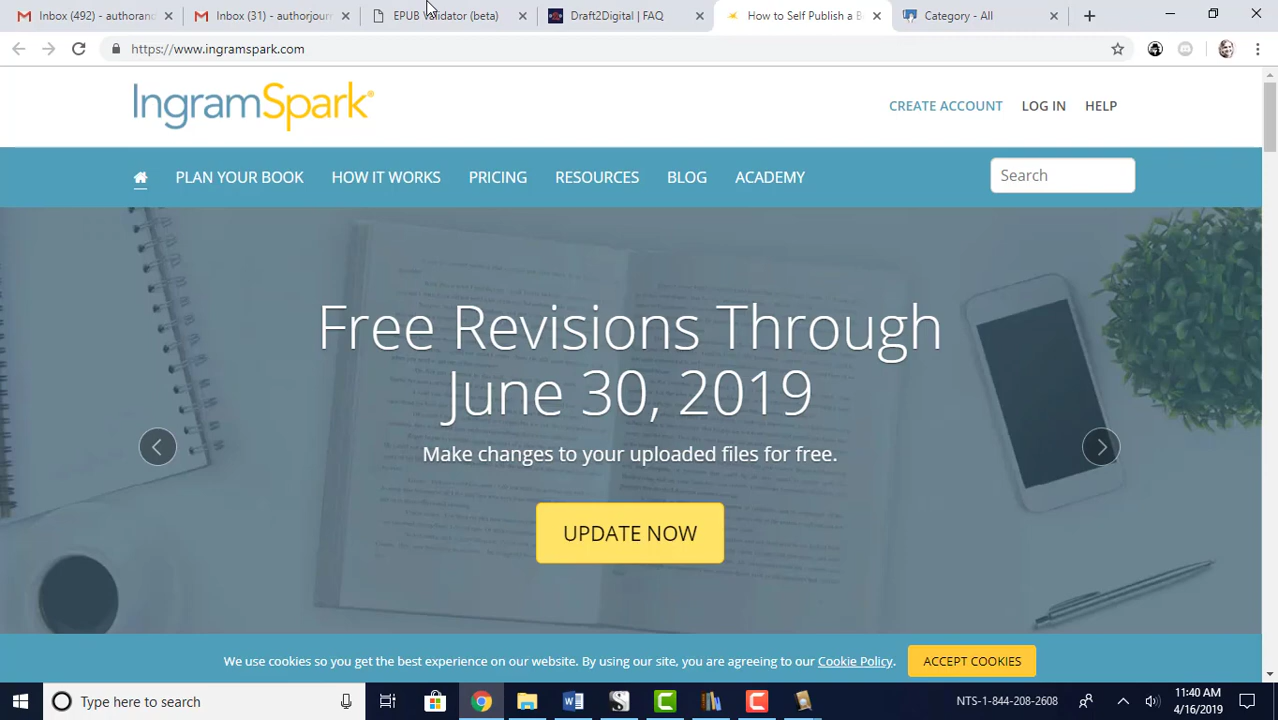 Inbox (492) - authorand
Inbox (31) - authorjourn
EPUB Validator (beta)
Draft2Digital | FAQ
How to Self Publish a B
Category - All
https://www.ingramspark.com
IngramSpark®
CREATE ACCOUNT
LOG IN
HELP
PLAN YOUR BOOK
HOW IT WORKS
PRICING
RESOURCES
BLOG
ACADEMY
Search
Free Revisions Through
June 30, 2019
Make changes to your uploaded files for free.
UPDATE NOW
We use cookies so you get the best experience on our website. By using our site, you are agreeing to our Cookie Policy.
ACCEPT COOKIES
Type here to search
NTS-1-844-208-2608
11:40 AM
4/16/2019